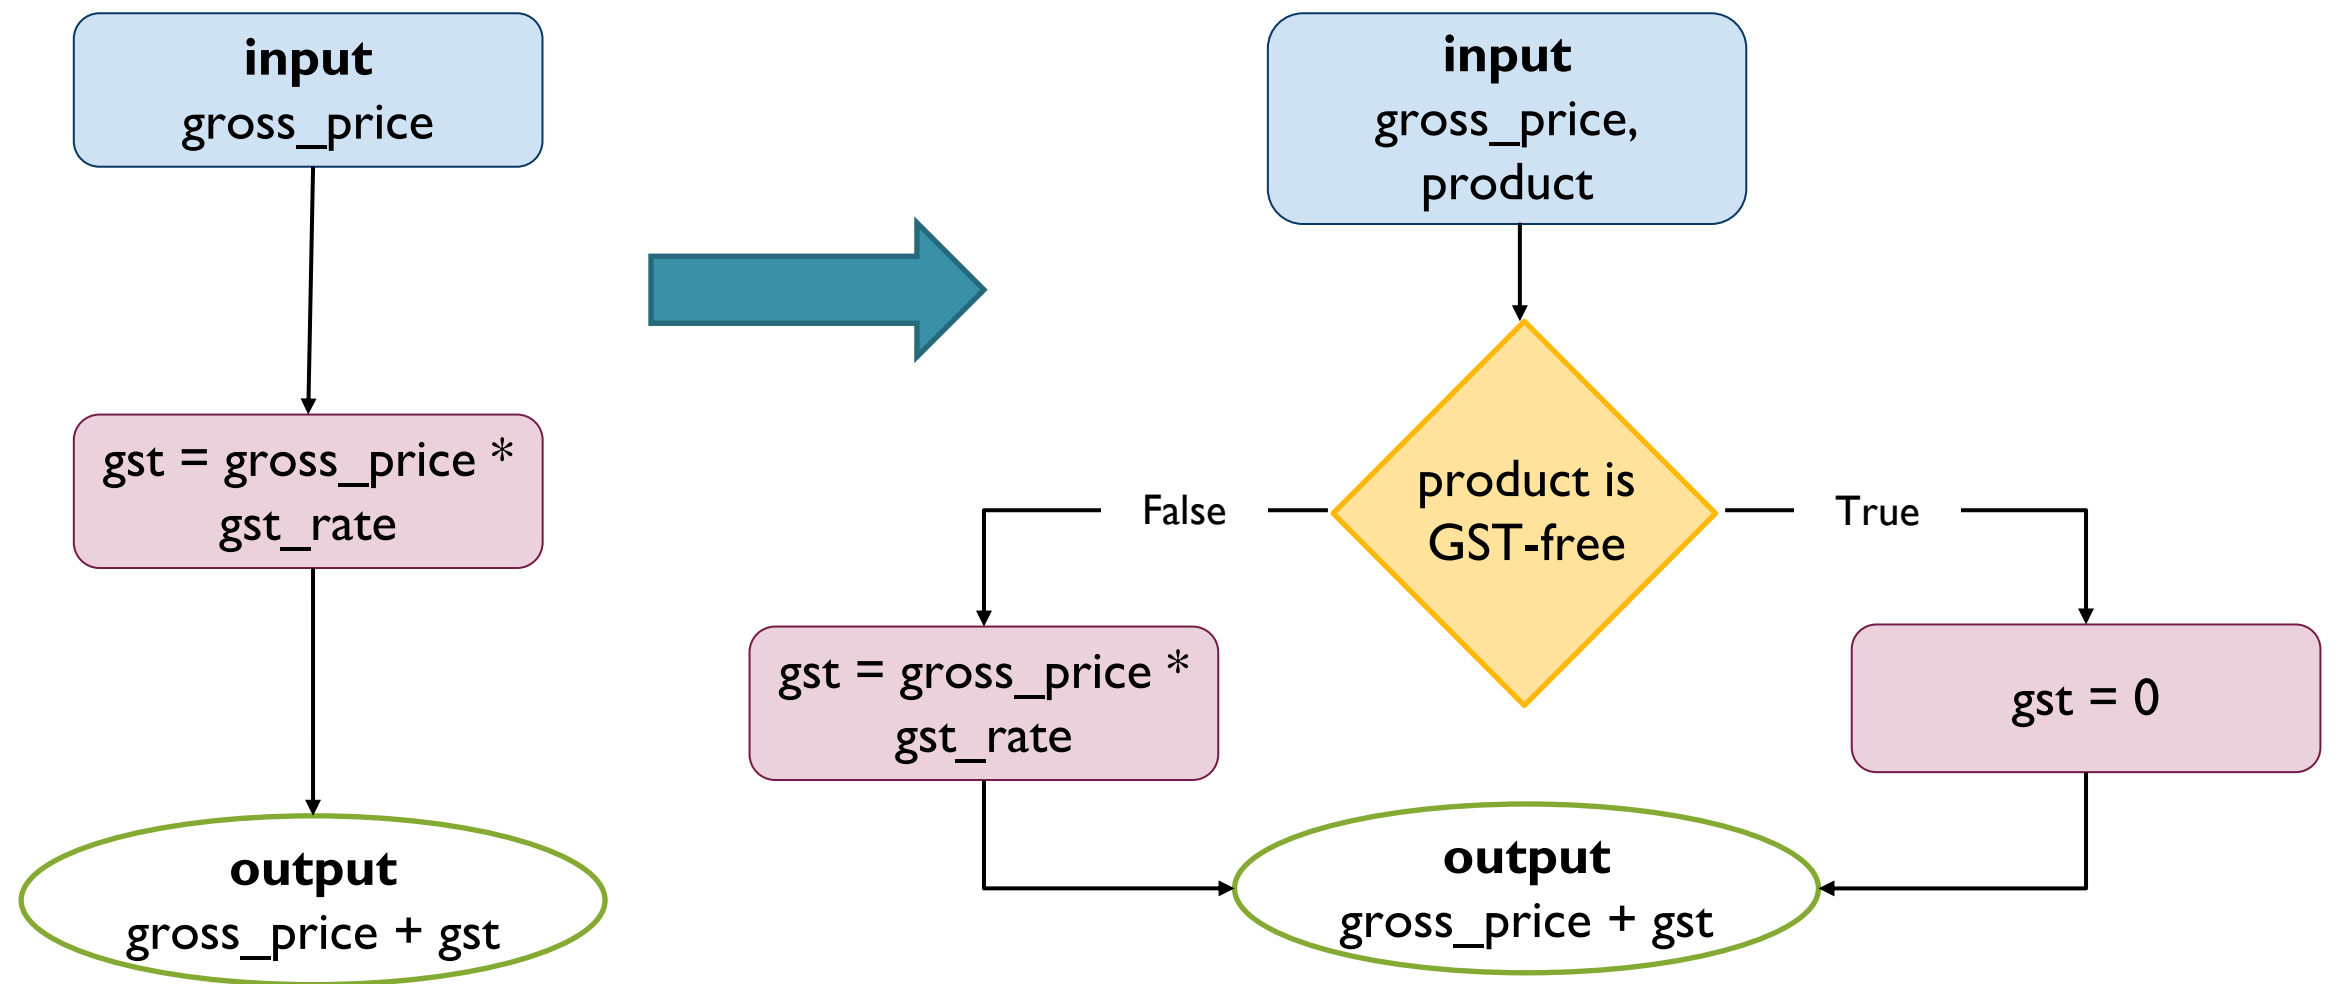 input
gross_price
gst = gross_price *
gst_rate
output
gross_price + gst
input
gross_price,
product
product is
GST-free
False
True
gst = gross_price *
gst_rate
gst = 0
output
gross_price + gst